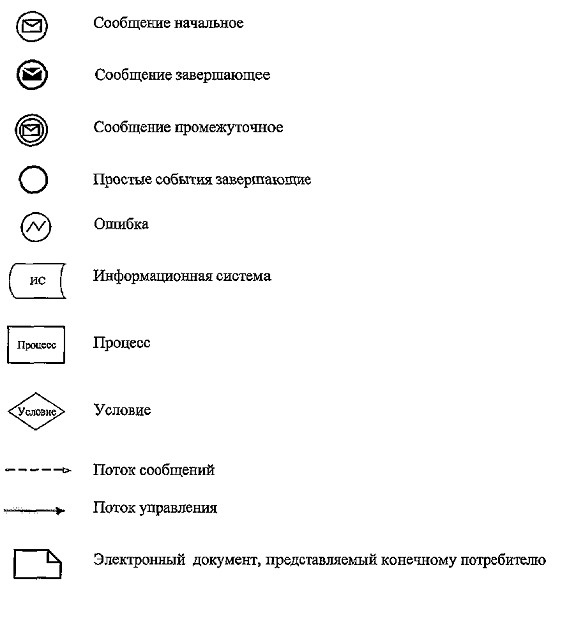 Сообщение начальное
Сообщение завершающее
Сообщение промежуточное
Простые события завершающие
Ошибка
ИС Информационная система
Процесс Процесс
Условие Условие
Поток сообщений
Поток управления
Электронный документ, представляемый конечному потребителю